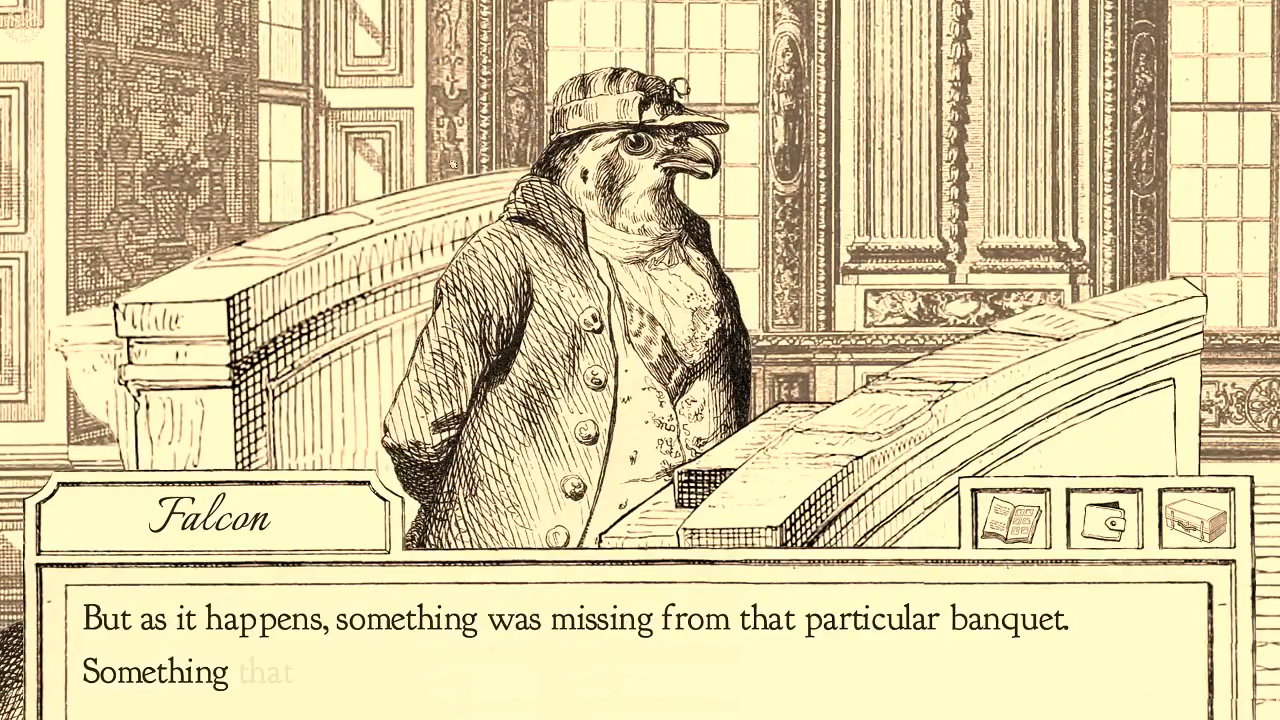 Falcon
But as it happens, something was missing from that particular banquet.
Something that